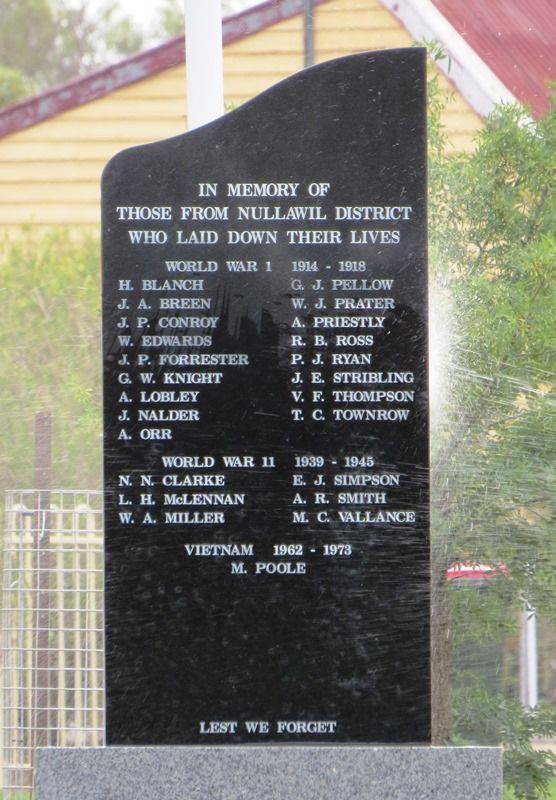 IN MEMORY OF
THOSE FROM NULLAWIL DISTRICT
WHO LAID DOWN THEIR LIVES
WORLD WAR 1 1914 - 1918
H. BLANCH G. J. PELLOW
J. A. BREEN W. J. PRATER
J. P. CONROY A. PRIESTLY
W. EDWARDS R. B. ROSS
J. P. FORRESTER P. J. RYAN
G. W. KNIGHT J. E. STRIBLING
A. LOBLEY V. F. THOMPSON
J. NALDER T. C. TOWNROW
A. ORR
WORLD WAR 11 1939 - 1945
N. N. CLARKE E. J. SIMPSON
L. H. McLENNAN A. R. SMITH
W. A. MILLER M. C. VALLANCE
VIETNAM 1962 - 1973
M. POOLE
LEST WE FORGET